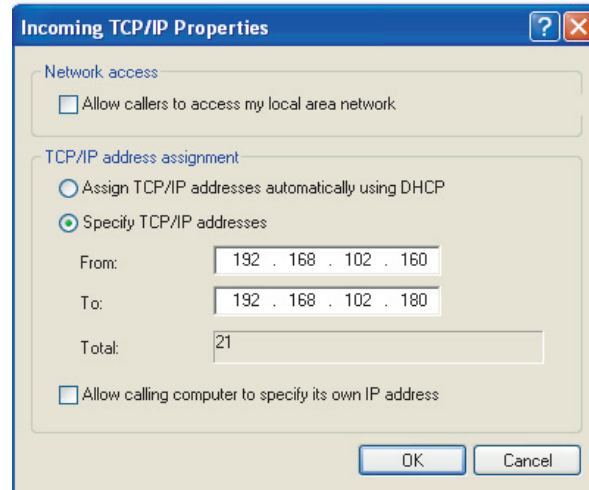 Incoming TCP/IP Properties
Network access
Allow callers to access my local area network
TCP/IP address assignment
Assign TCP/IP addresses automatically using DHCP
Specify TCP/IP addresses
From: 192 . 168 . 102 . 160
To: 192 . 168 . 102 . 180
Total: 21
Allow calling computer to specify its own IP address
OK Cancel